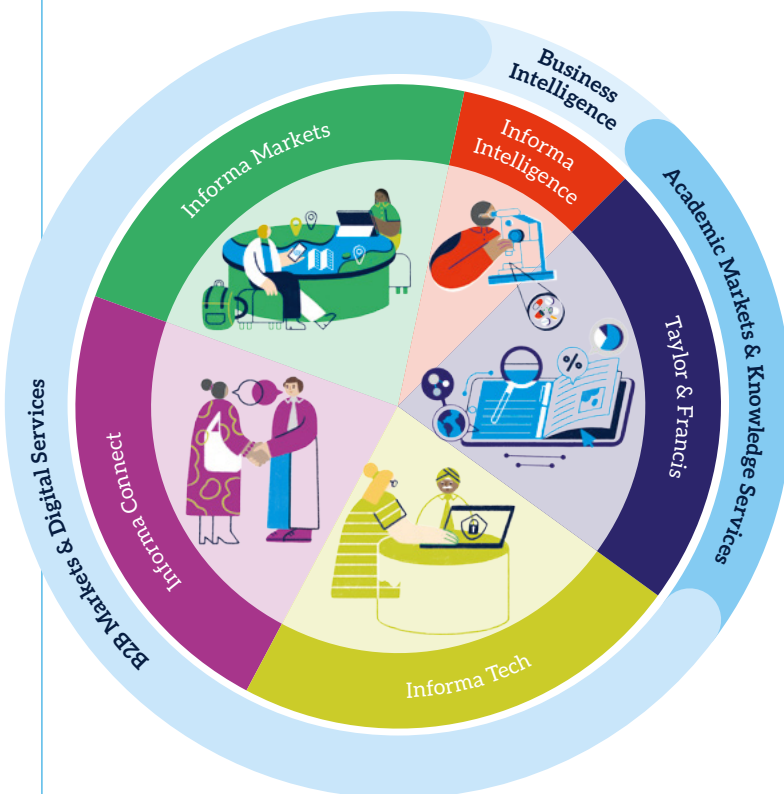 Business
Intelligence
Academic Markets & Knowledge Services
B2B Markets & Digital Services
Informa Markets
Informa
Intelligence
Taylor & Francis
Informa Tech
Informa Connect
%